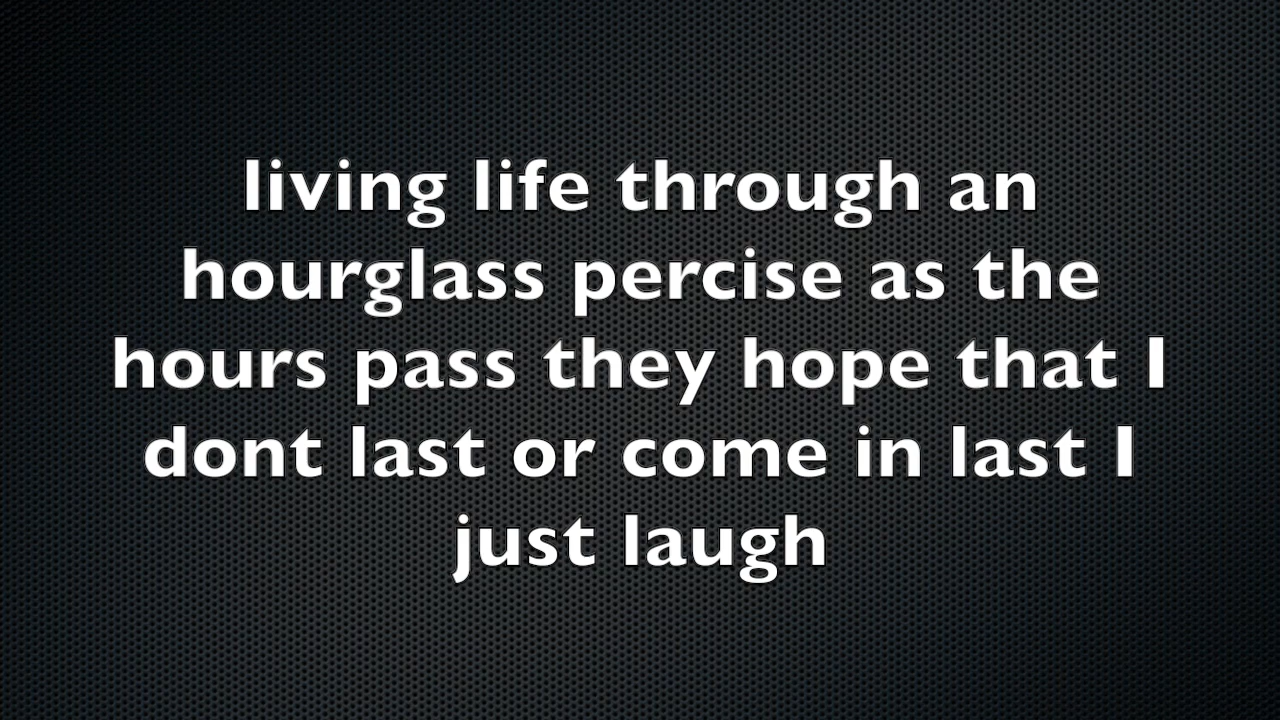 living life through an
hourglass percise as the
hours pass they hope that I
dont last or come in last I
just laugh